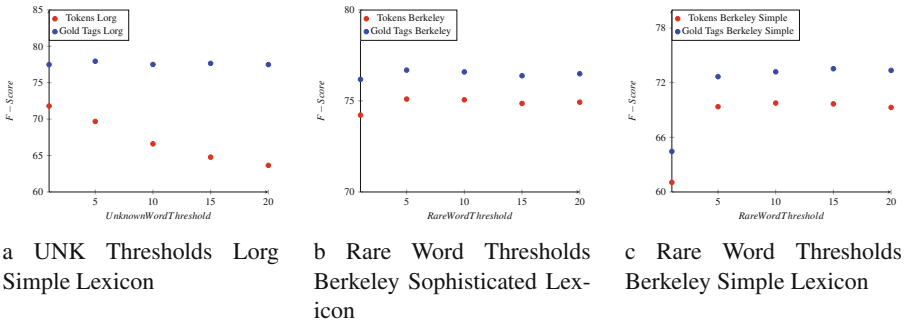 85
80
75
70
65
60
5
10
15
20
F − Score
UnknownWordThreshold
Tokens Lorg
Gold Tags Lorg
80
75
70
5
10
15
20
F − Score
RareWordThreshold
Tokens Berkeley
Gold Tags Berkeley
78
72
66
60
5
10
15
20
F − Score
RareWordThreshold
Tokens Berkeley Simple
Gold Tags Berkeley Simple
a UNK Thresholds Lorg
Simple Lexicon
b Rare Word Thresholds
Berkeley Sophisticated Lex-
icon
c Rare Word Thresholds
Berkeley Simple Lexicon